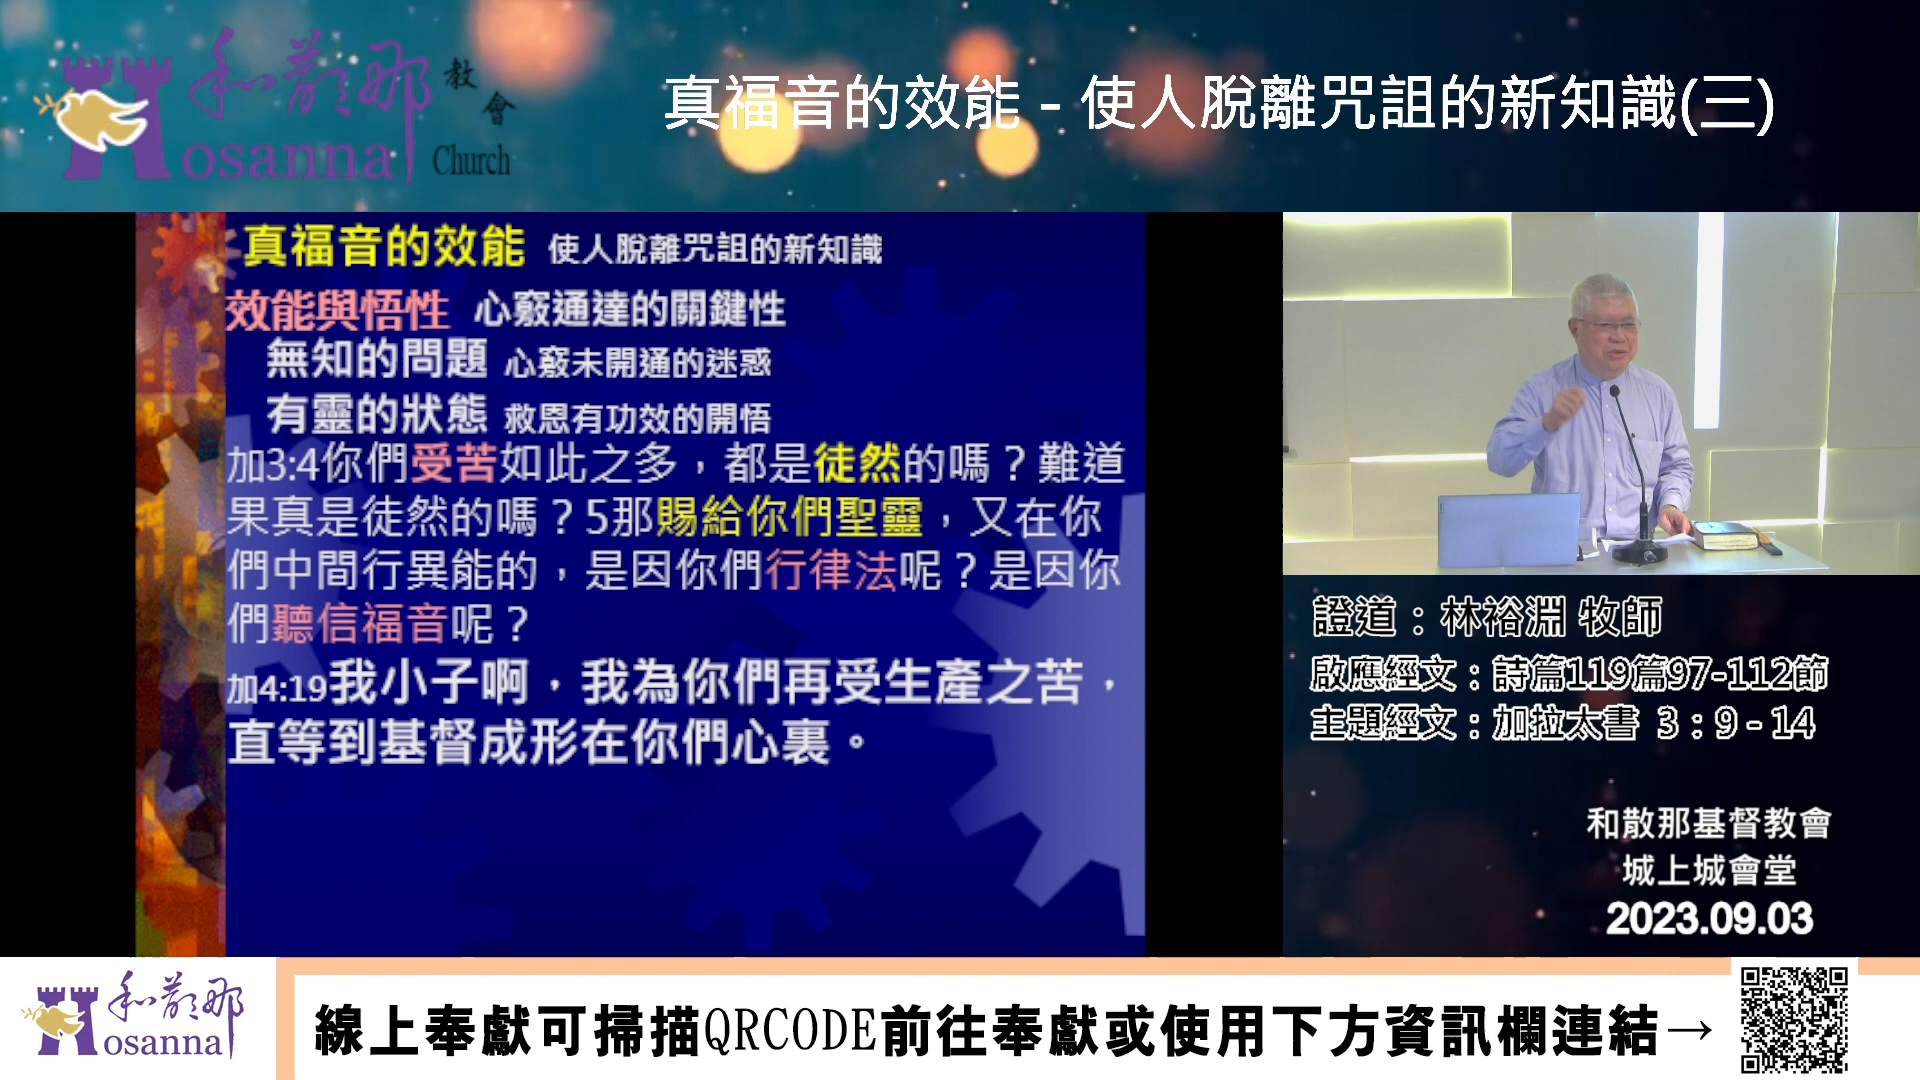 和散那
教會
Hosanna Church
真福音的效能 - 使人脫離咒詛的新知識(三)
真福音的效能 使人脫離咒詛的新知識
效能與悟性 心竅通達的關鍵性
無知的問題 心竅未開通的迷惑
有靈的狀態 救恩有功效的開悟
加3:4你們受苦如此之多，都是徒然的嗎？難道
果真是徒然的嗎？5那賜給你們聖靈，又在你
們中間行異能的，是因你們行律法呢？是因你
們聽信福音呢？
加4:19我小子啊，我為你們再受生產之苦，
直等到基督成形在你們心裏。
證道：林裕淵 牧師
啟應經文：詩篇119篇97-112節
主題經文：加拉太書 3：9 - 14
和散那基督教會
城上城會堂
2023.09.03
和散那
Hosanna
線上奉獻可掃描QRCODE前往奉獻或使用下方資訊欄連結→